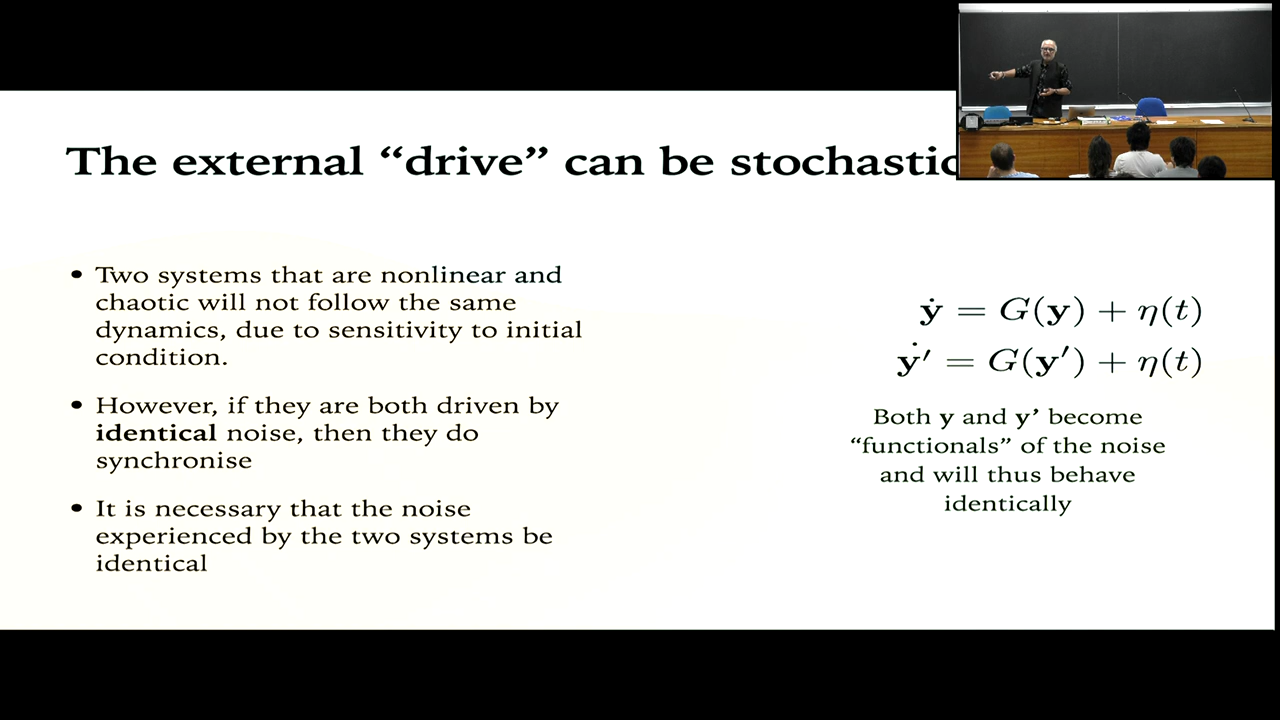 The external “drive” can be stochastic
• Two systems that are nonlinear and
chaotic will not follow the same
dynamics, due to sensitivity to initial
condition.
• However, if they are both driven by
identical noise, then they do
synchronise
• It is necessary that the noise
experienced by the two systems be
identical
ẏ = G(y) + η(t)
ẏ′ = G(y′) + η(t)
Both y and y’ become
“functionals” of the noise
and will thus behave
identically